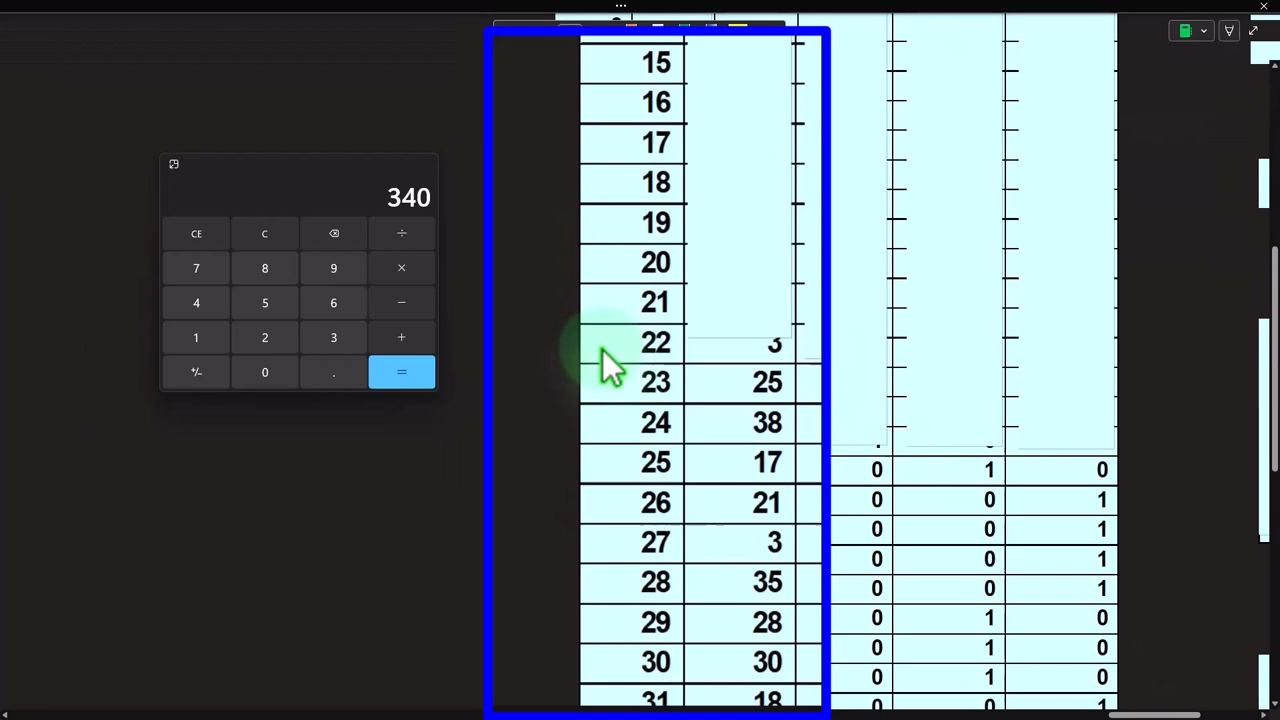 340
CE C ⌫ ÷
7 8 9 ×
4 5 6 −
1 2 3 +
+/- 0 . =
15
16
17
18
19
20
21
22 3
23 25
24 38
25 17
26 21
27 3
28 35
29 28
30 30
31 18
0 1 0
0 0 1
0 0 1
0 0 1
0 0 1
0 1 0
0 1 0
0 1 0
0 0 1